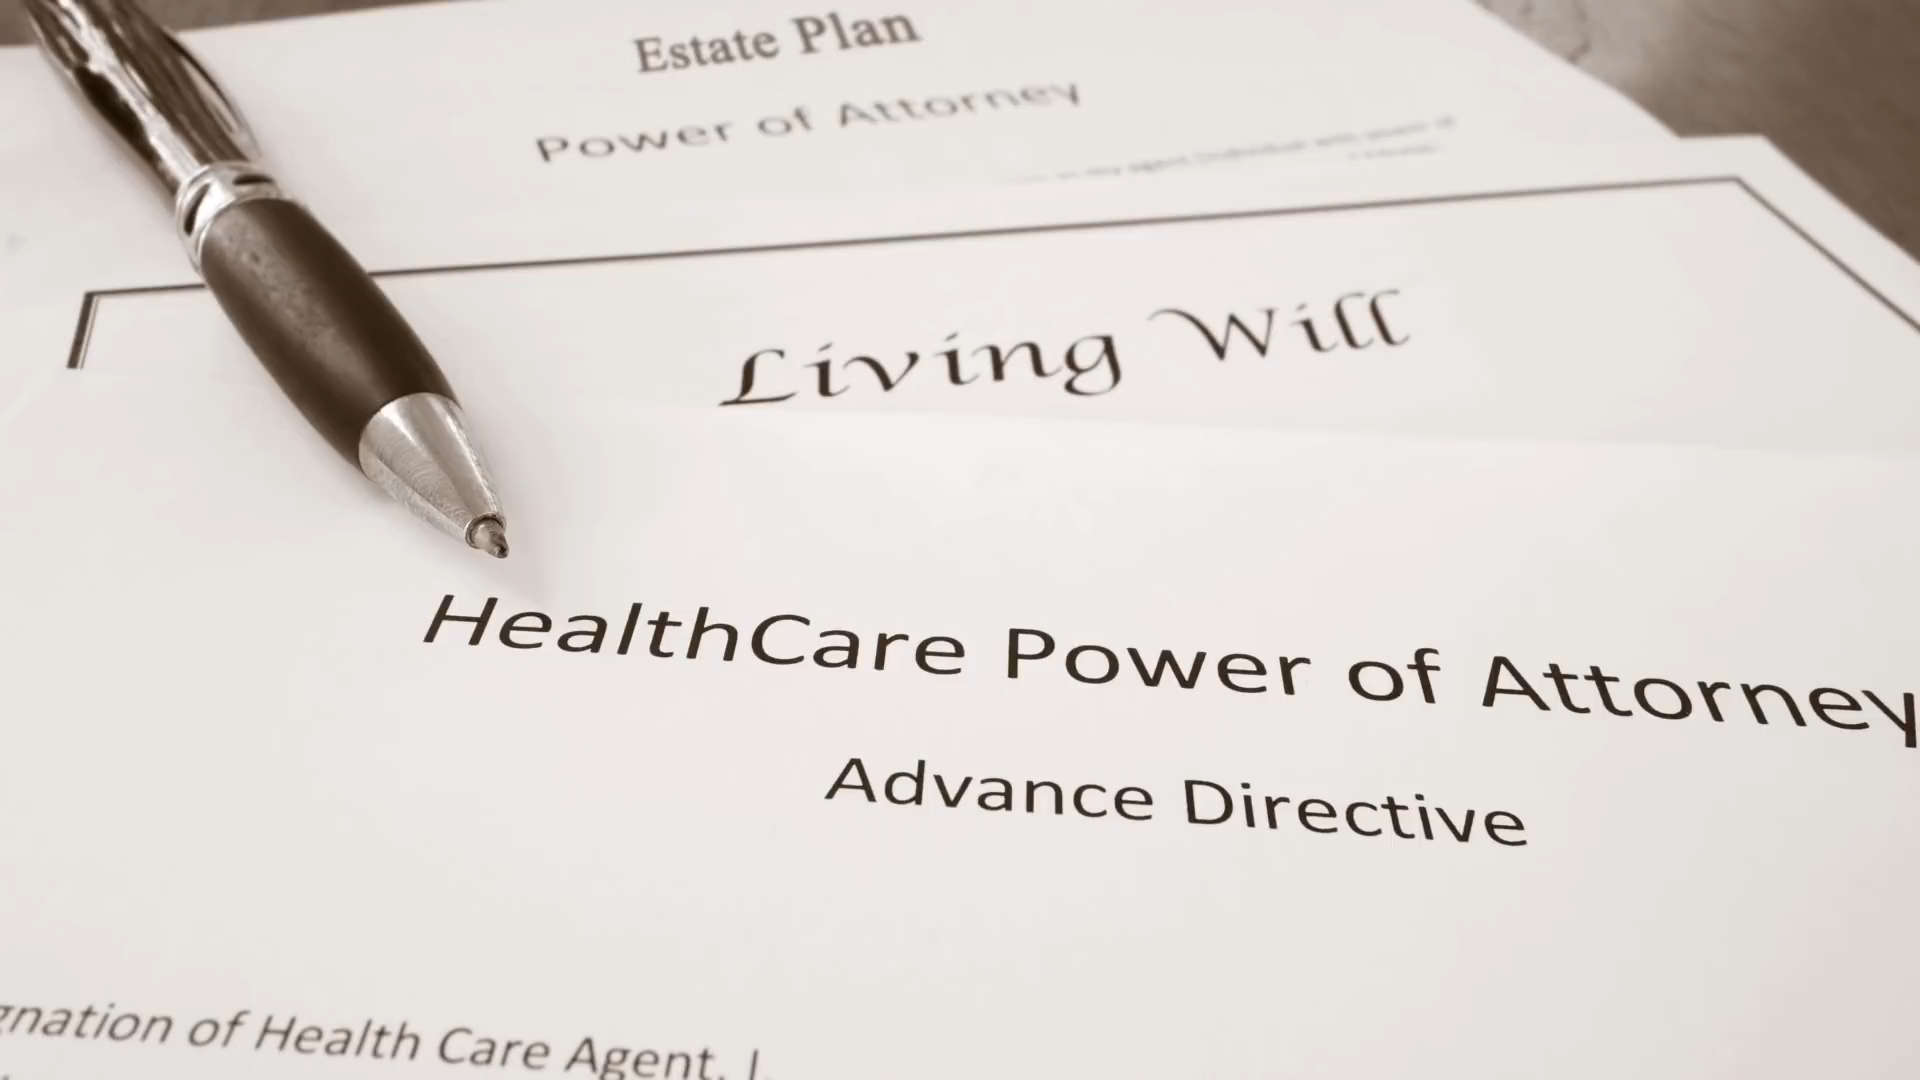 Estate Plan
Power of Attorney
Living Will
HealthCare Power of Attorney
Advance Directive
gnation of Health Care Agent. I,